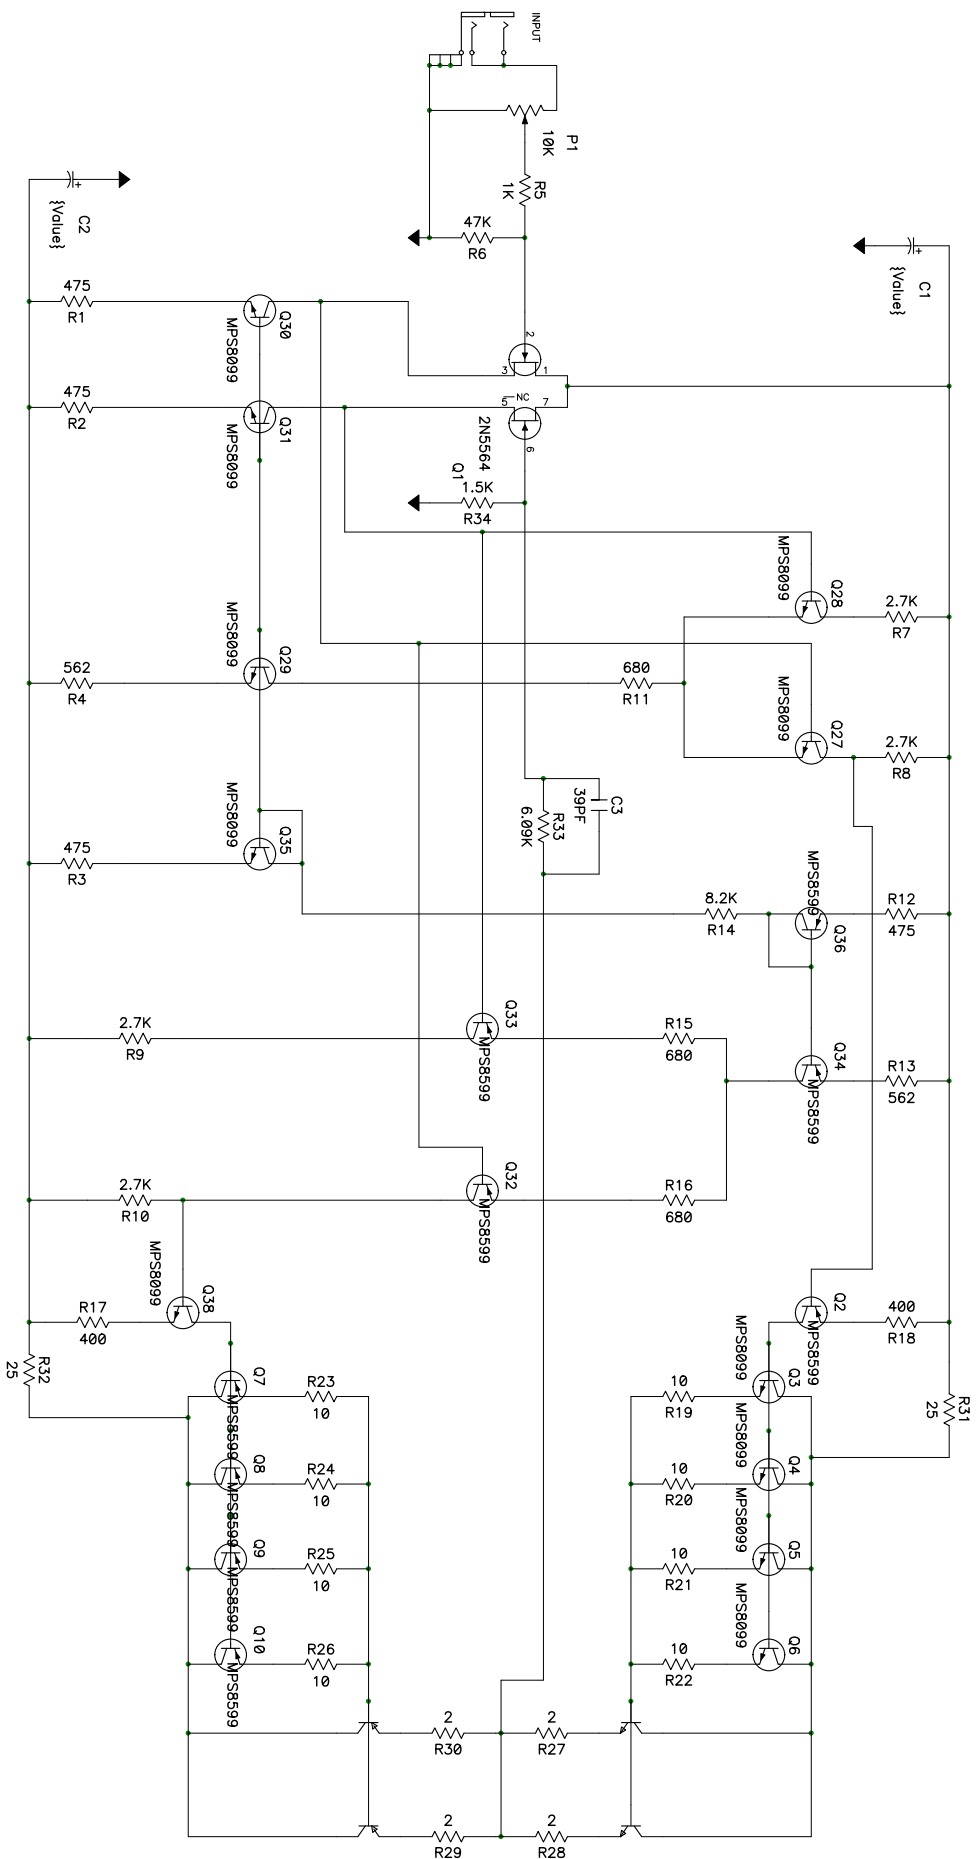 INPUT
P1
10K
R5
1K
47K
R6
C2
{Value}
C1
{Value}
475
R1
Q30
MPS8099
2
3
1
475
R2
Q31
MPS8099
5
NC
7
6
2N5564
Q1
1.5K
R34
Q28
MPS8099
2.7K
R7
562
R4
Q29
MPS8099
680
R11
Q27
MPS8099
2.7K
R8
C3
39PF
R33
6.09K
475
R3
Q35
MPS8099
8.2K
R14
MPS8599
Q36
R12
475
2.7K
R9
Q33
MPS8599
R15
680
Q34
MPS8599
R13
562
2.7K
R10
Q32
MPS8599
R16
680
MPS8099
Q38
R17
400
Q2
MPS8599
400
R18
R32
25
R31
25
Q7
MPS8599
R23
10
10
R19
MPS8099
Q3
Q8
MPS8599
R24
10
10
R20
MPS8099
Q4
Q9
MPS8599
R25
10
10
R21
MPS8099
Q5
Q10
MPS8599
R26
10
10
R22
MPS8099
Q6
2
R30
2
R27
2
R29
2
R28